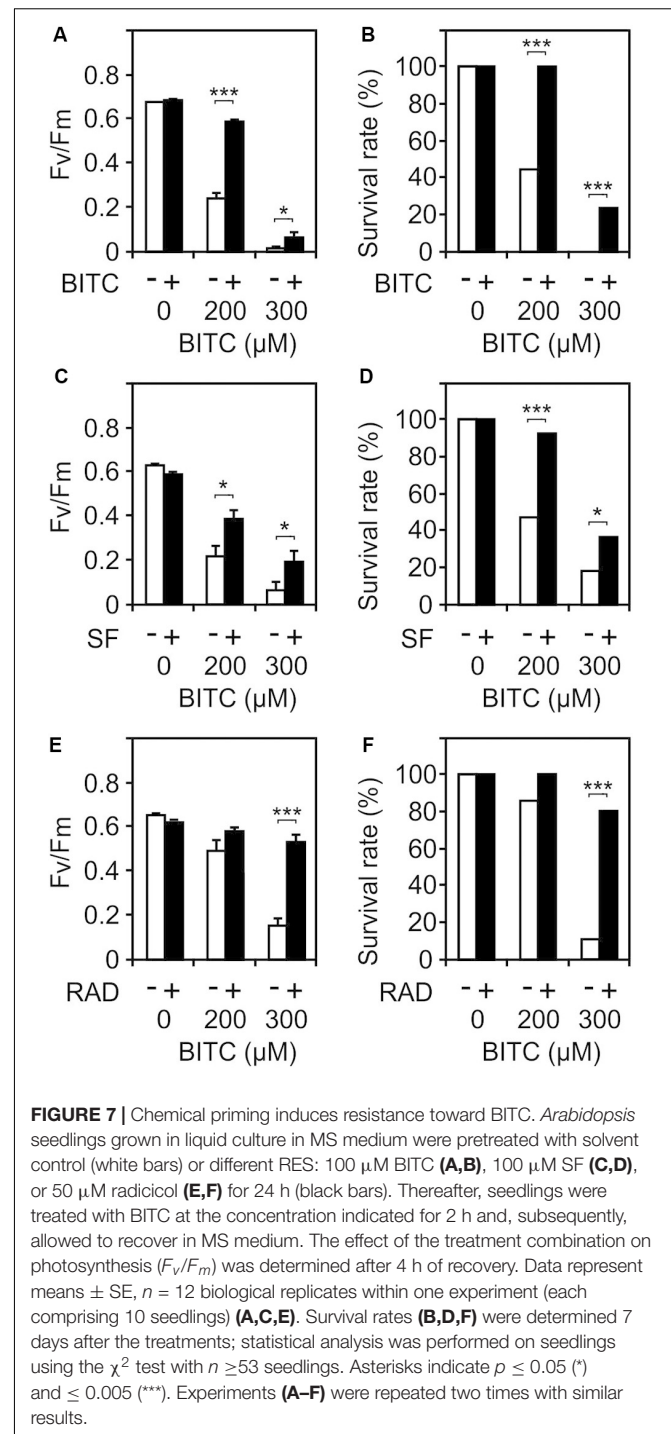 A
0.8
0.6
0.4
0.2
0
Fv/Fm
***
*
BITC - + - + - +
0 200 300
BITC (µM)
B
100
80
60
40
20
0
Survival rate (%)
***
***
BITC - + - + - +
0 200 300
BITC (µM)
C
0.8
0.6
0.4
0.2
0
Fv/Fm
*
*
SF - + - + - +
0 200 300
BITC (µM)
D
100
80
60
40
20
0
Survival rate (%)
***
*
SF - + - + - +
0 200 300
BITC (µM)
E
0.8
0.6
0.4
0.2
0
Fv/Fm
***
RAD - + - + - +
0 200 300
BITC (µM)
F
100
80
60
40
20
0
Survival rate (%)
***
RAD - + - + - +
0 200 300
BITC (µM)
FIGURE 7 | Chemical priming induces resistance toward BITC. Arabidopsis
seedlings grown in liquid culture in MS medium were pretreated with solvent
control (white bars) or different RES: 100 µM BITC (A,B), 100 µM SF (C,D),
or 50 µM radicicol (E,F) for 24 h (black bars). Thereafter, seedlings were
treated with BITC at the concentration indicated for 2 h and, subsequently,
allowed to recover in MS medium. The effect of the treatment combination on
photosynthesis (Fv/Fm) was determined after 4 h of recovery. Data represent
means ± SE, n = 12 biological replicates within one experiment (each
comprising 10 seedlings) (A,C,E). Survival rates (B,D,F) were determined 7
days after the treatments; statistical analysis was performed on seedlings
using the χ² test with n ≥53 seedlings. Asterisks indicate p ≤ 0.05 (*)
and ≤ 0.005 (***). Experiments (A–F) were repeated two times with similar
results.